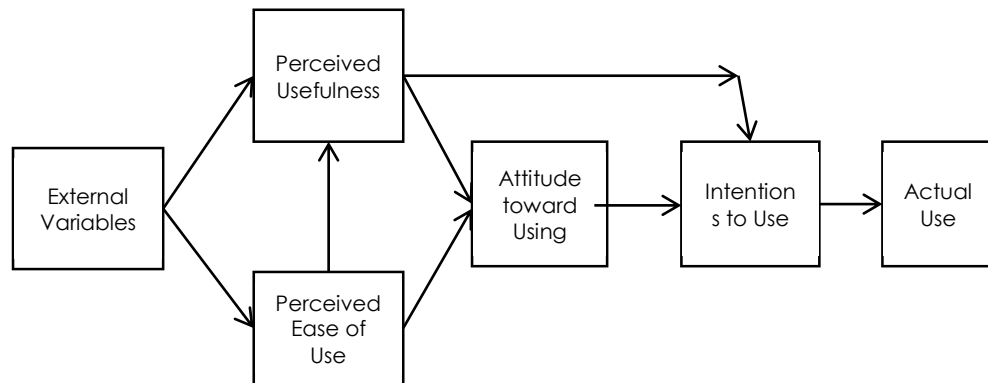 Perceived
Usefulness
External
Variables
Perceived
Ease of
Use
Attitude
toward
Using
Intention
s to Use
Actual
Use